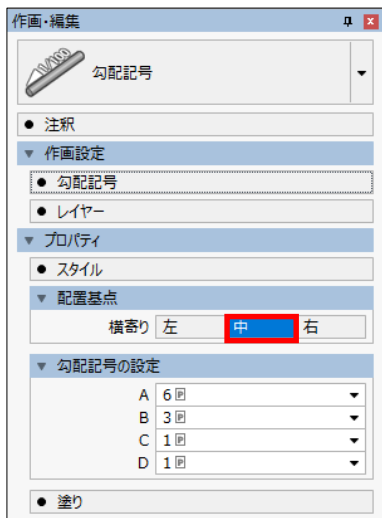 作画・編集
1/100
勾配記号
● 注釈
▼ 作画設定
● 勾配記号
● レイヤー
▼ プロパティ
● スタイル
▼ 配置基点
横寄り 左 中 右
▼ 勾配記号の設定
A 6 P
B 3 P
C 1 P
D 1 P
● 塗り